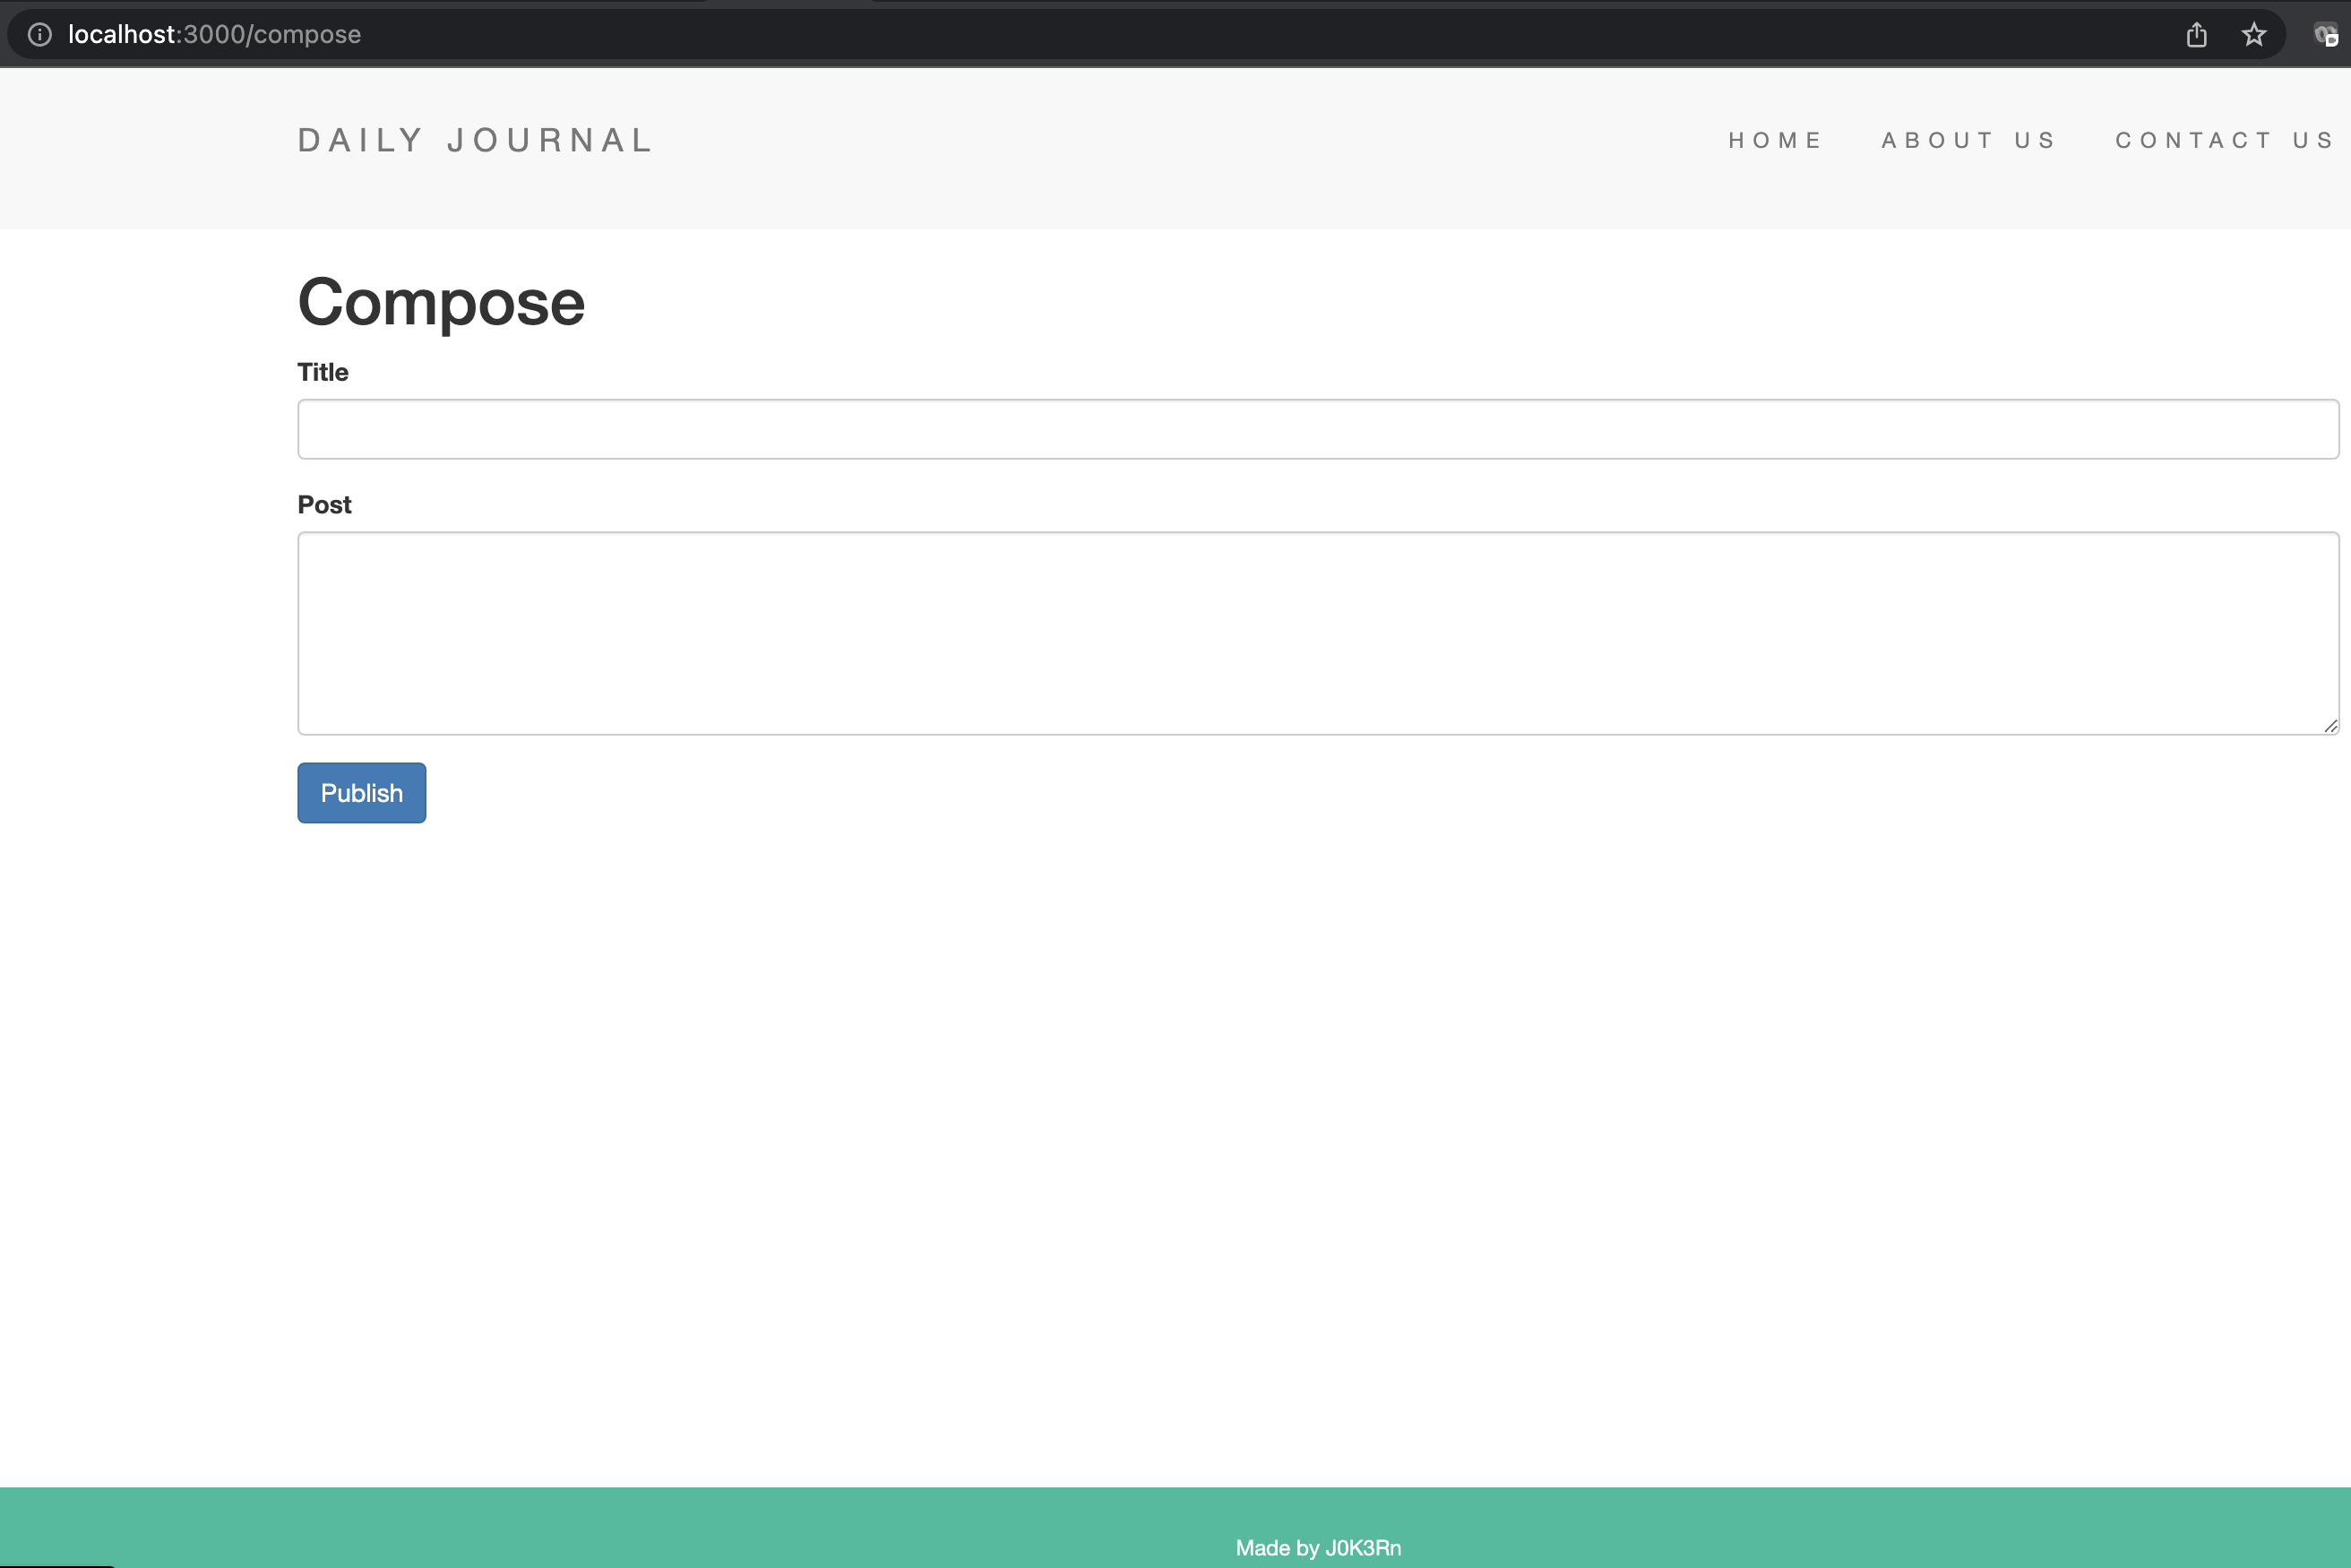 localhost:3000/compose
DAILY JOURNAL
HOME ABOUT US CONTACT US
Compose
Title
Post
Publish
Made by J0K3Rn